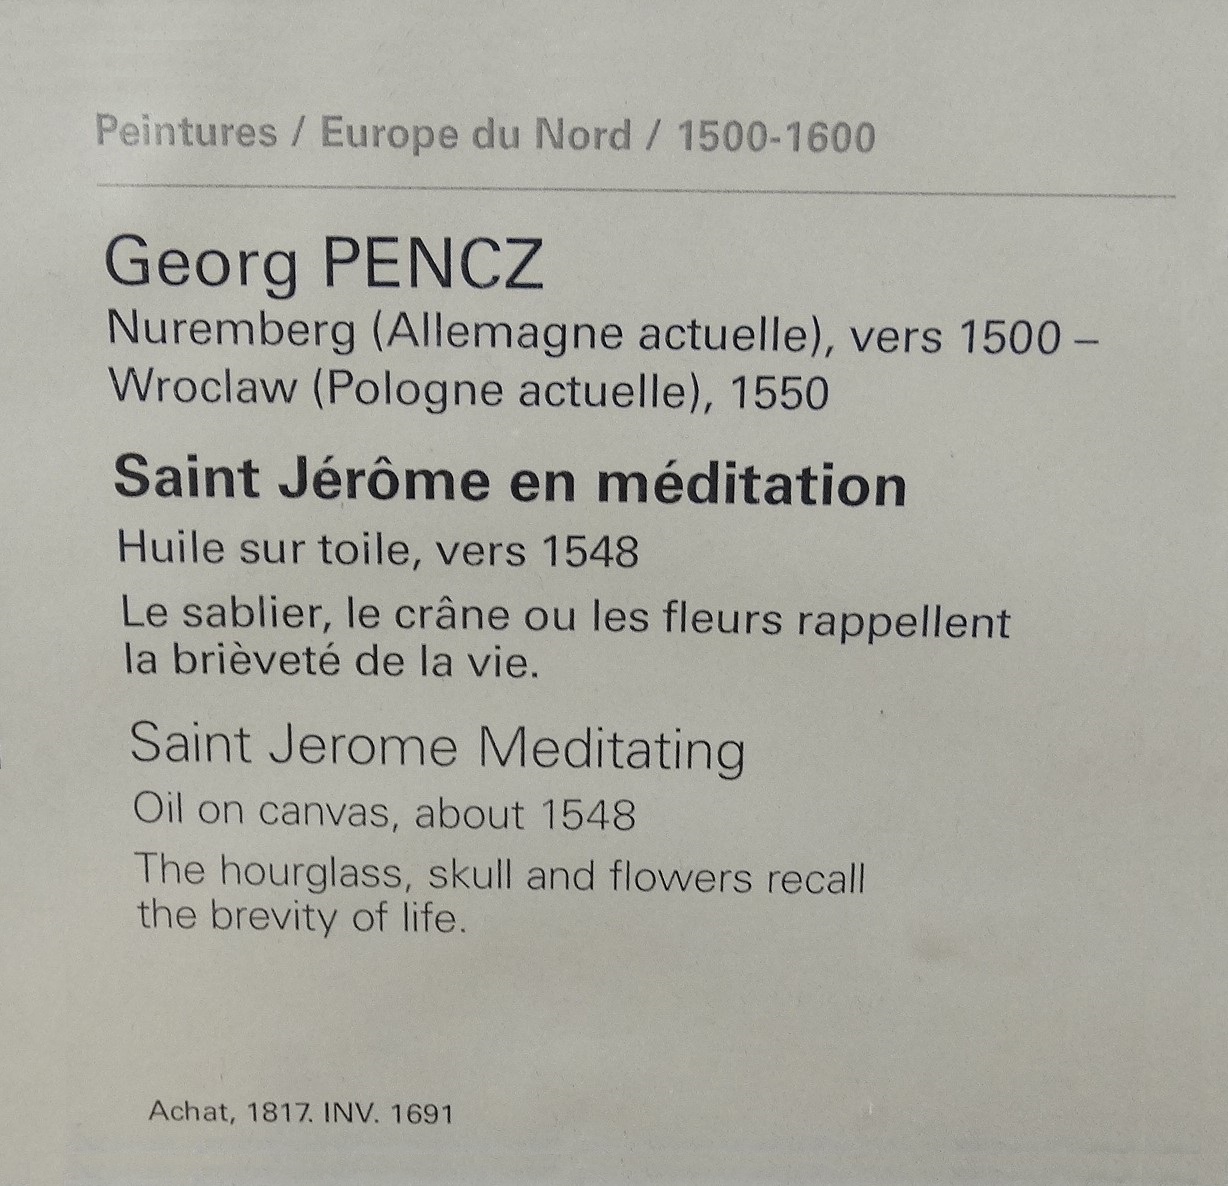 Peintures / Europe du Nord / 1500-1600
Georg PENCZ
Nuremberg (Allemagne actuelle), vers 1500 –
Wroclaw (Pologne actuelle), 1550
Saint Jérôme en méditation
Huile sur toile, vers 1548
Le sablier, le crâne ou les fleurs rappellent
la brièveté de la vie.
Saint Jerome Meditating
Oil on canvas, about 1548
The hourglass, skull and flowers recall
the brevity of life.
Achat, 1817. INV. 1691